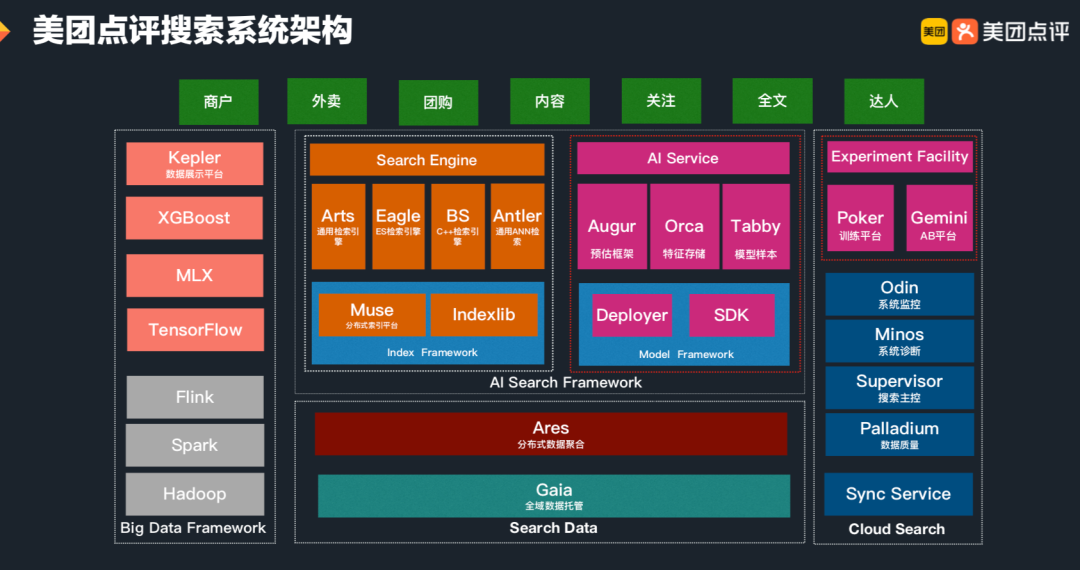 美团点评搜索系统架构
美团
美团点评
商户
外卖
团购
内容
关注
全文
达人
Kepler
数据展示平台
XGBoost
MLX
TensorFlow
Flink
Spark
Hadoop
Big Data Framework
Search Engine
Arts
通用检索引
擎
Eagle
ES检索引擎
BS
C++检索引
擎
Antler
通用ANN检
索
Muse
分布式索引平台
Indexlib
Index Framework
AI Service
Augur
预估框架
Orca
特征存储
Tabby
模型样本
Deployer
SDK
Model Framework
AI Search Framework
Ares
分布式数据聚合
Gaia
全域数据托管
Search Data
Experiment Facility
Poker
训练平台
Gemini
AB平台
Odin
系统监控
Minos
系统诊断
Supervisor
搜索主控
Palladium
数据质量
Sync Service
Cloud Search